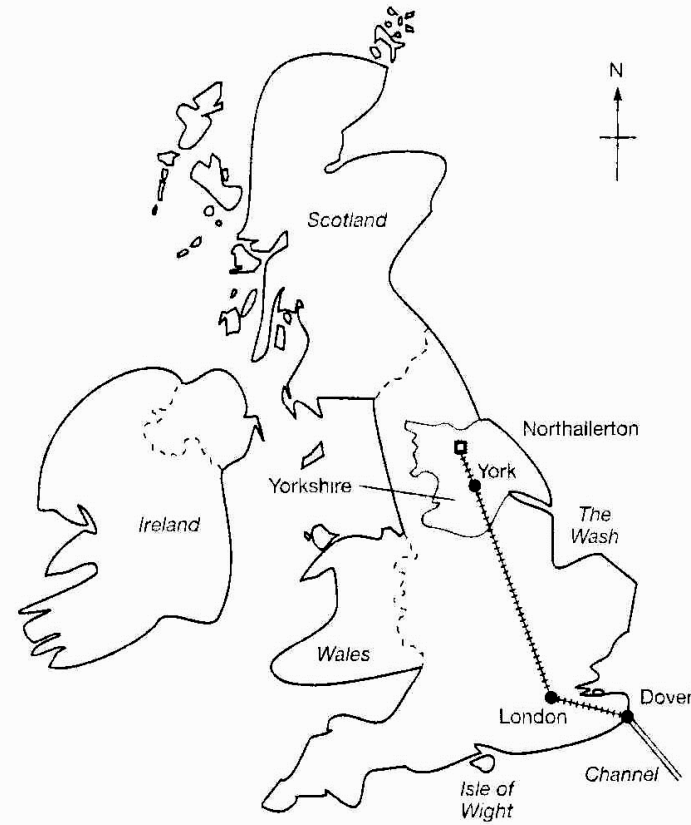 N
Scotland
Northallerton
York
Yorkshire
Ireland
The
Wash
Wales
London
Dover
Channel
Isle of
Wight